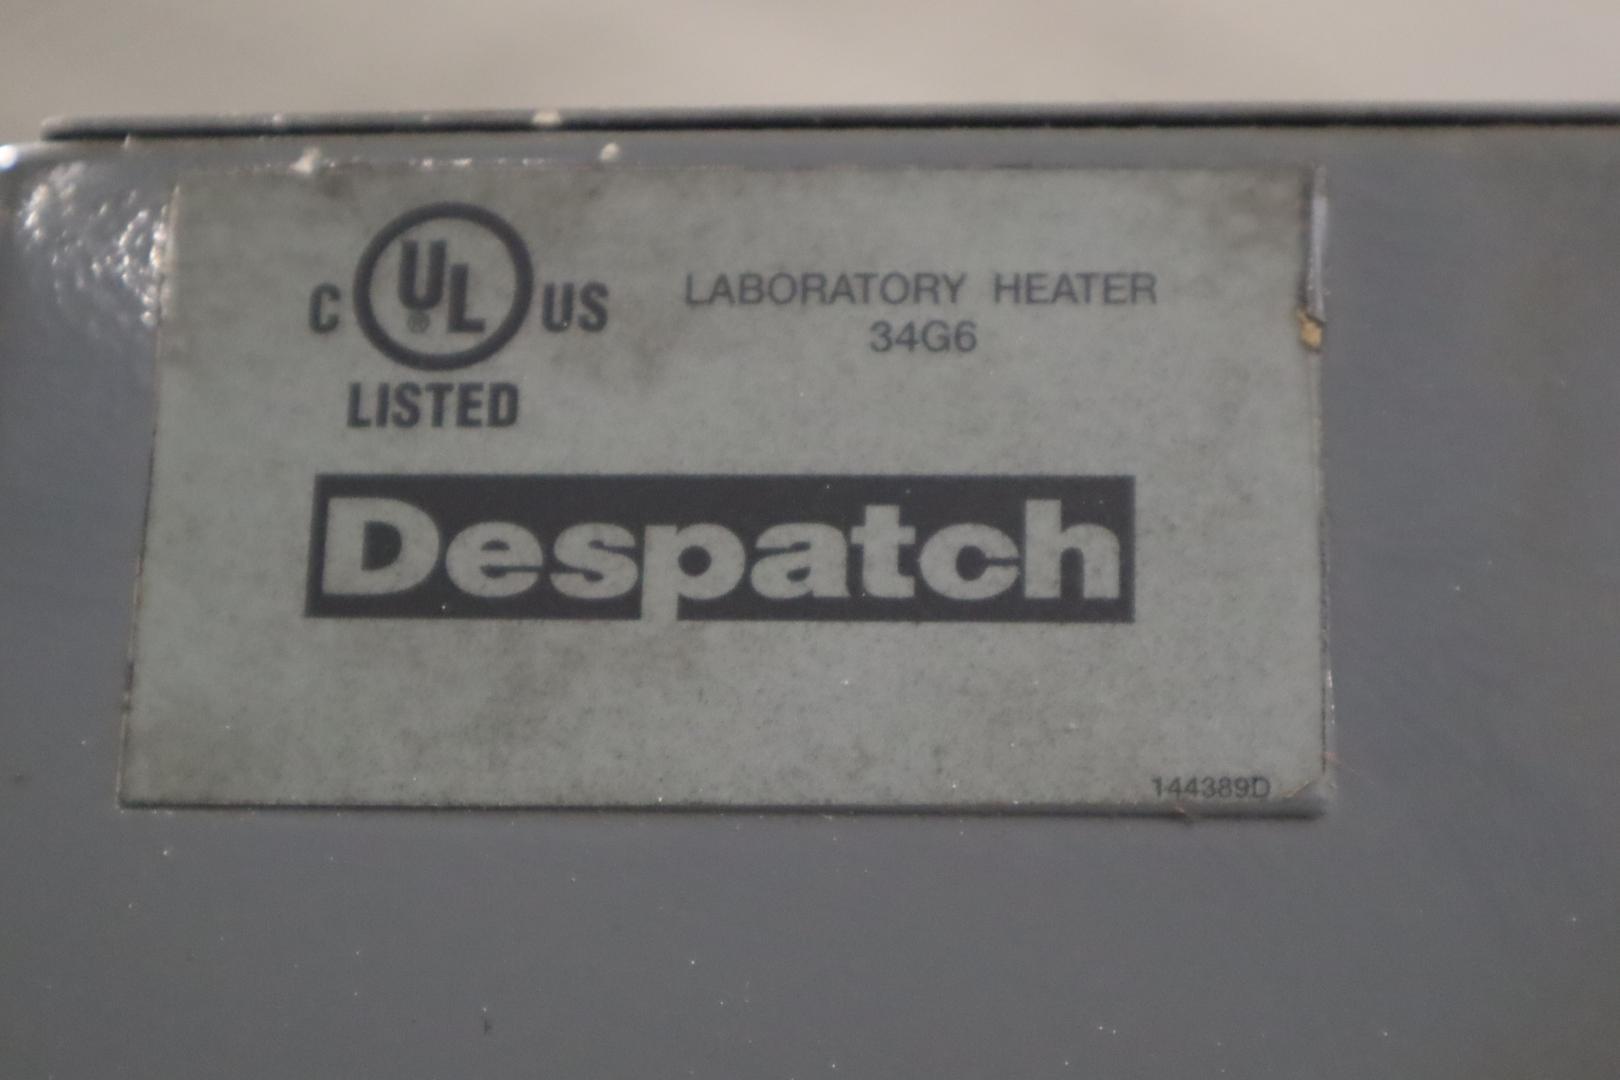 C UL® US
LISTED
LABORATORY HEATER
34G6
Despatch
144389D